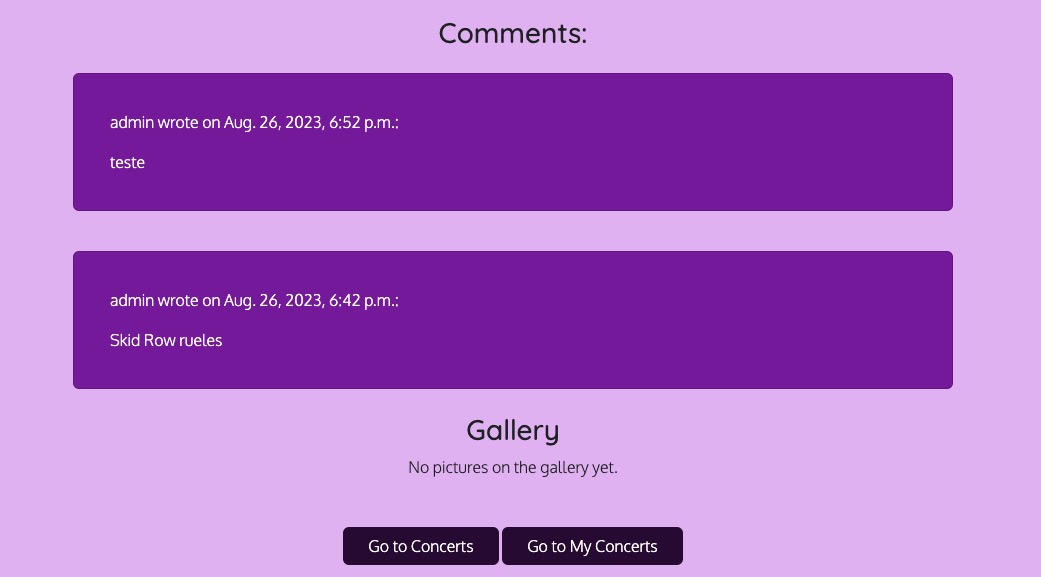 Comments:
admin wrote on Aug. 26, 2023, 6:52 p.m.:
teste
admin wrote on Aug. 26, 2023, 6:42 p.m.:
Skid Row rueles
Gallery
No pictures on the gallery yet.
Go to Concerts Go to My Concerts